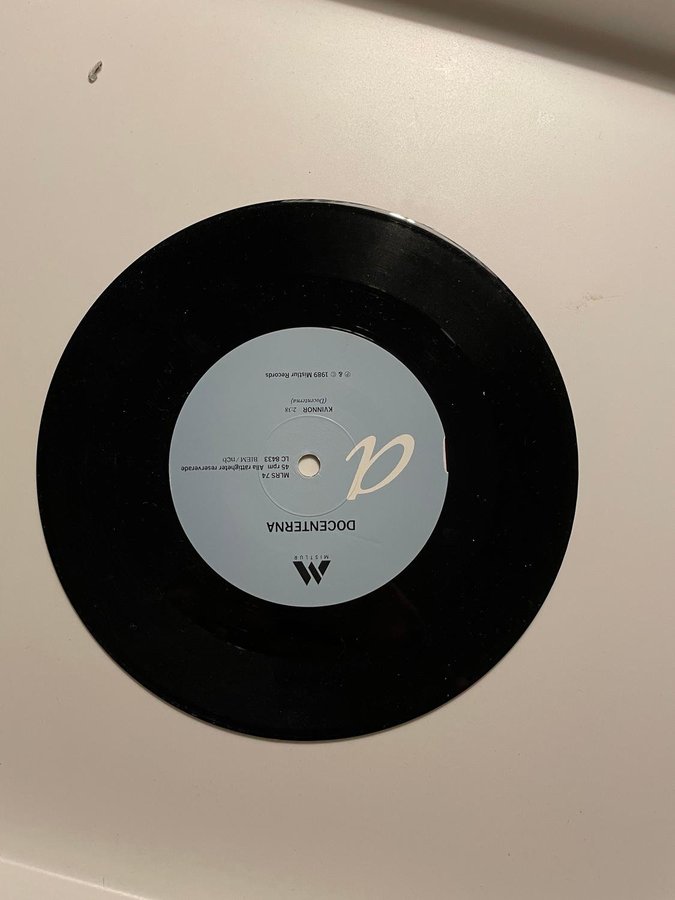 MISTLUR
DOCENTERNA
a
MLRS 74
45 rpm Alla rättigheter reserverade
LC 8433 BIEM / ncb
KVINNOR 2:38
(Docenterna)
℗ & © 1989 Mistlur Records